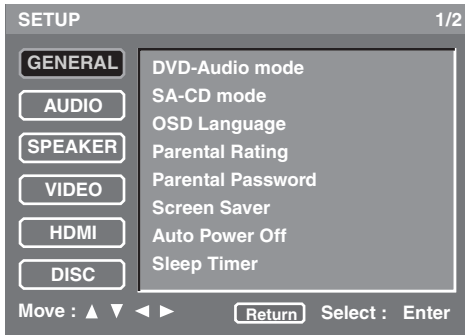 SETUP 1/2
GENERAL
AUDIO
SPEAKER
VIDEO
HDMI
DISC
DVD-Audio mode
SA-CD mode
OSD Language
Parental Rating
Parental Password
Screen Saver
Auto Power Off
Sleep Timer
Move : ▲ ▼ ◄ ► Return Select : Enter